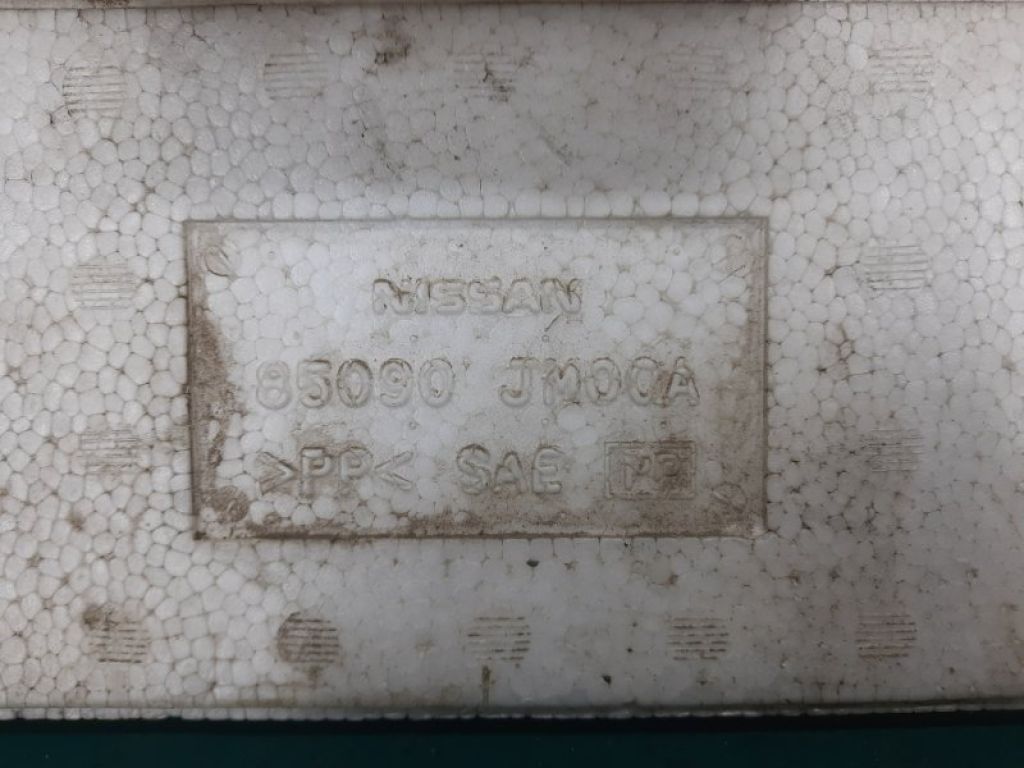 NISSAN
85090 JM00A
>PP< SAE